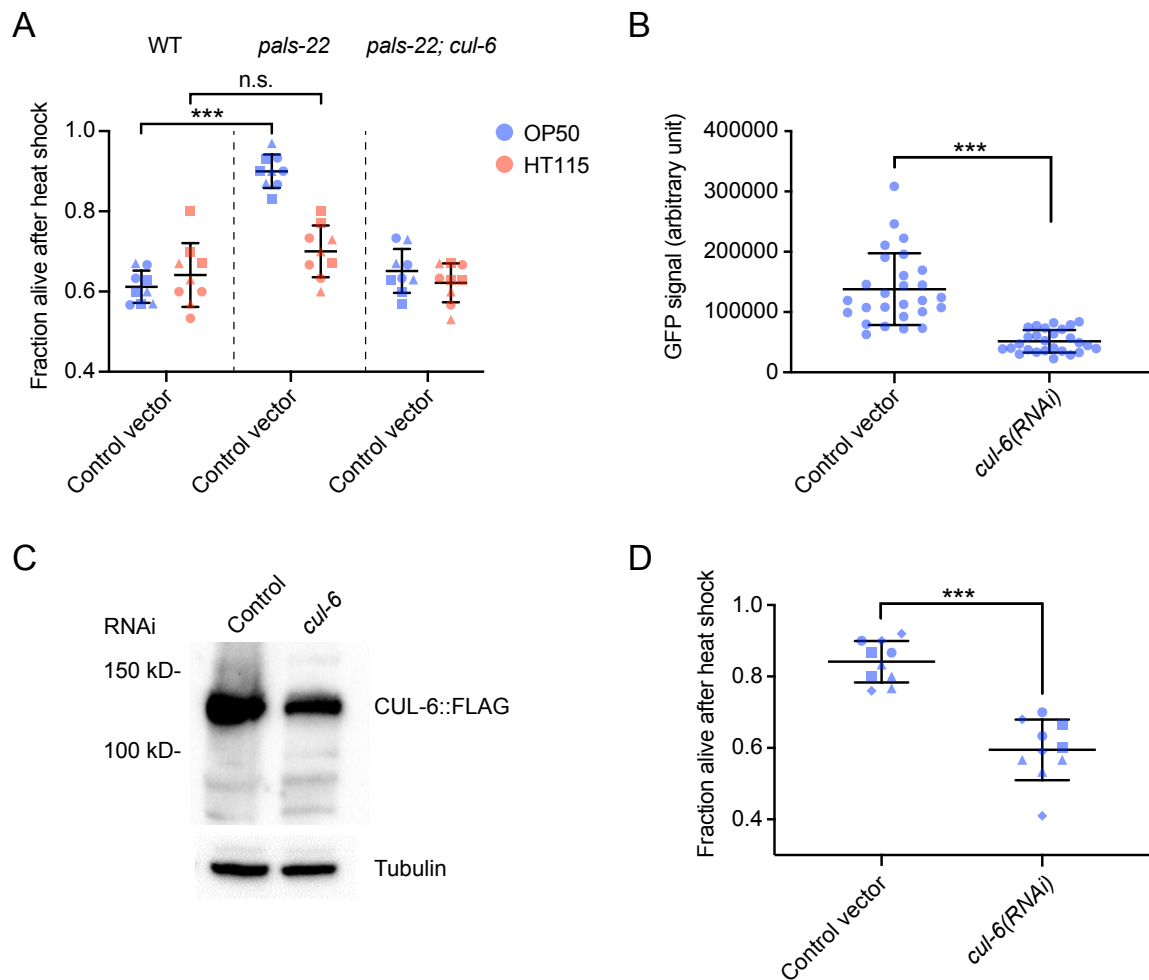 A
WT
pals-22
pals-22; cul-6
n.s.
***
OP50
HT115
Fraction alive after heat shock
1.0
0.8
0.6
0.4
Control vector
Control vector
Control vector
B
GFP signal (arbitrary unit)
400000
300000
200000
100000
0
***
Control vector
cul-6(RNAi)
C
RNAi
Control
cul-6
150 kD-
100 kD-
CUL-6::FLAG
Tubulin
D
Fraction alive after heat shock
1.0
0.8
0.6
0.4
***
Control vector
cul-6(RNAi)